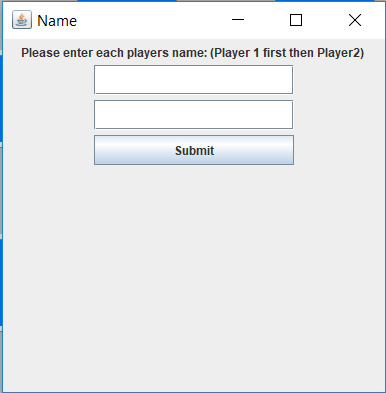 Name
Please enter each players name: (Player 1 first then Player2)
Submit